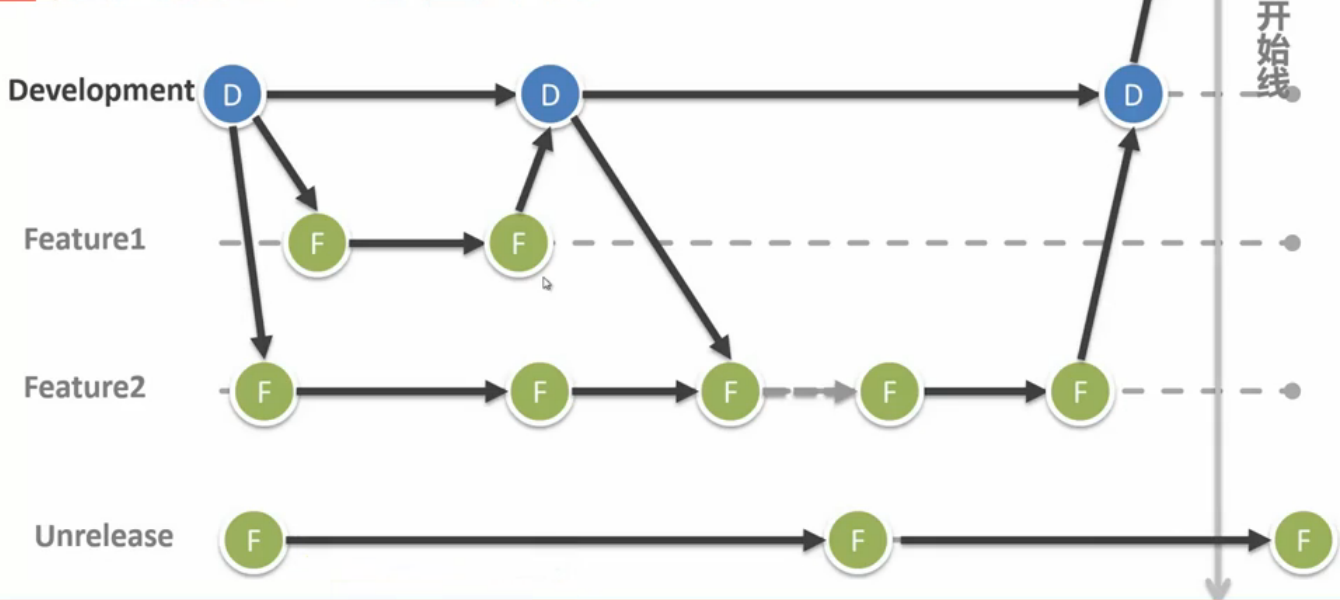 开始线
Development D D D
Feature1 F F
Feature2 F F F F F
Unrelease F F F